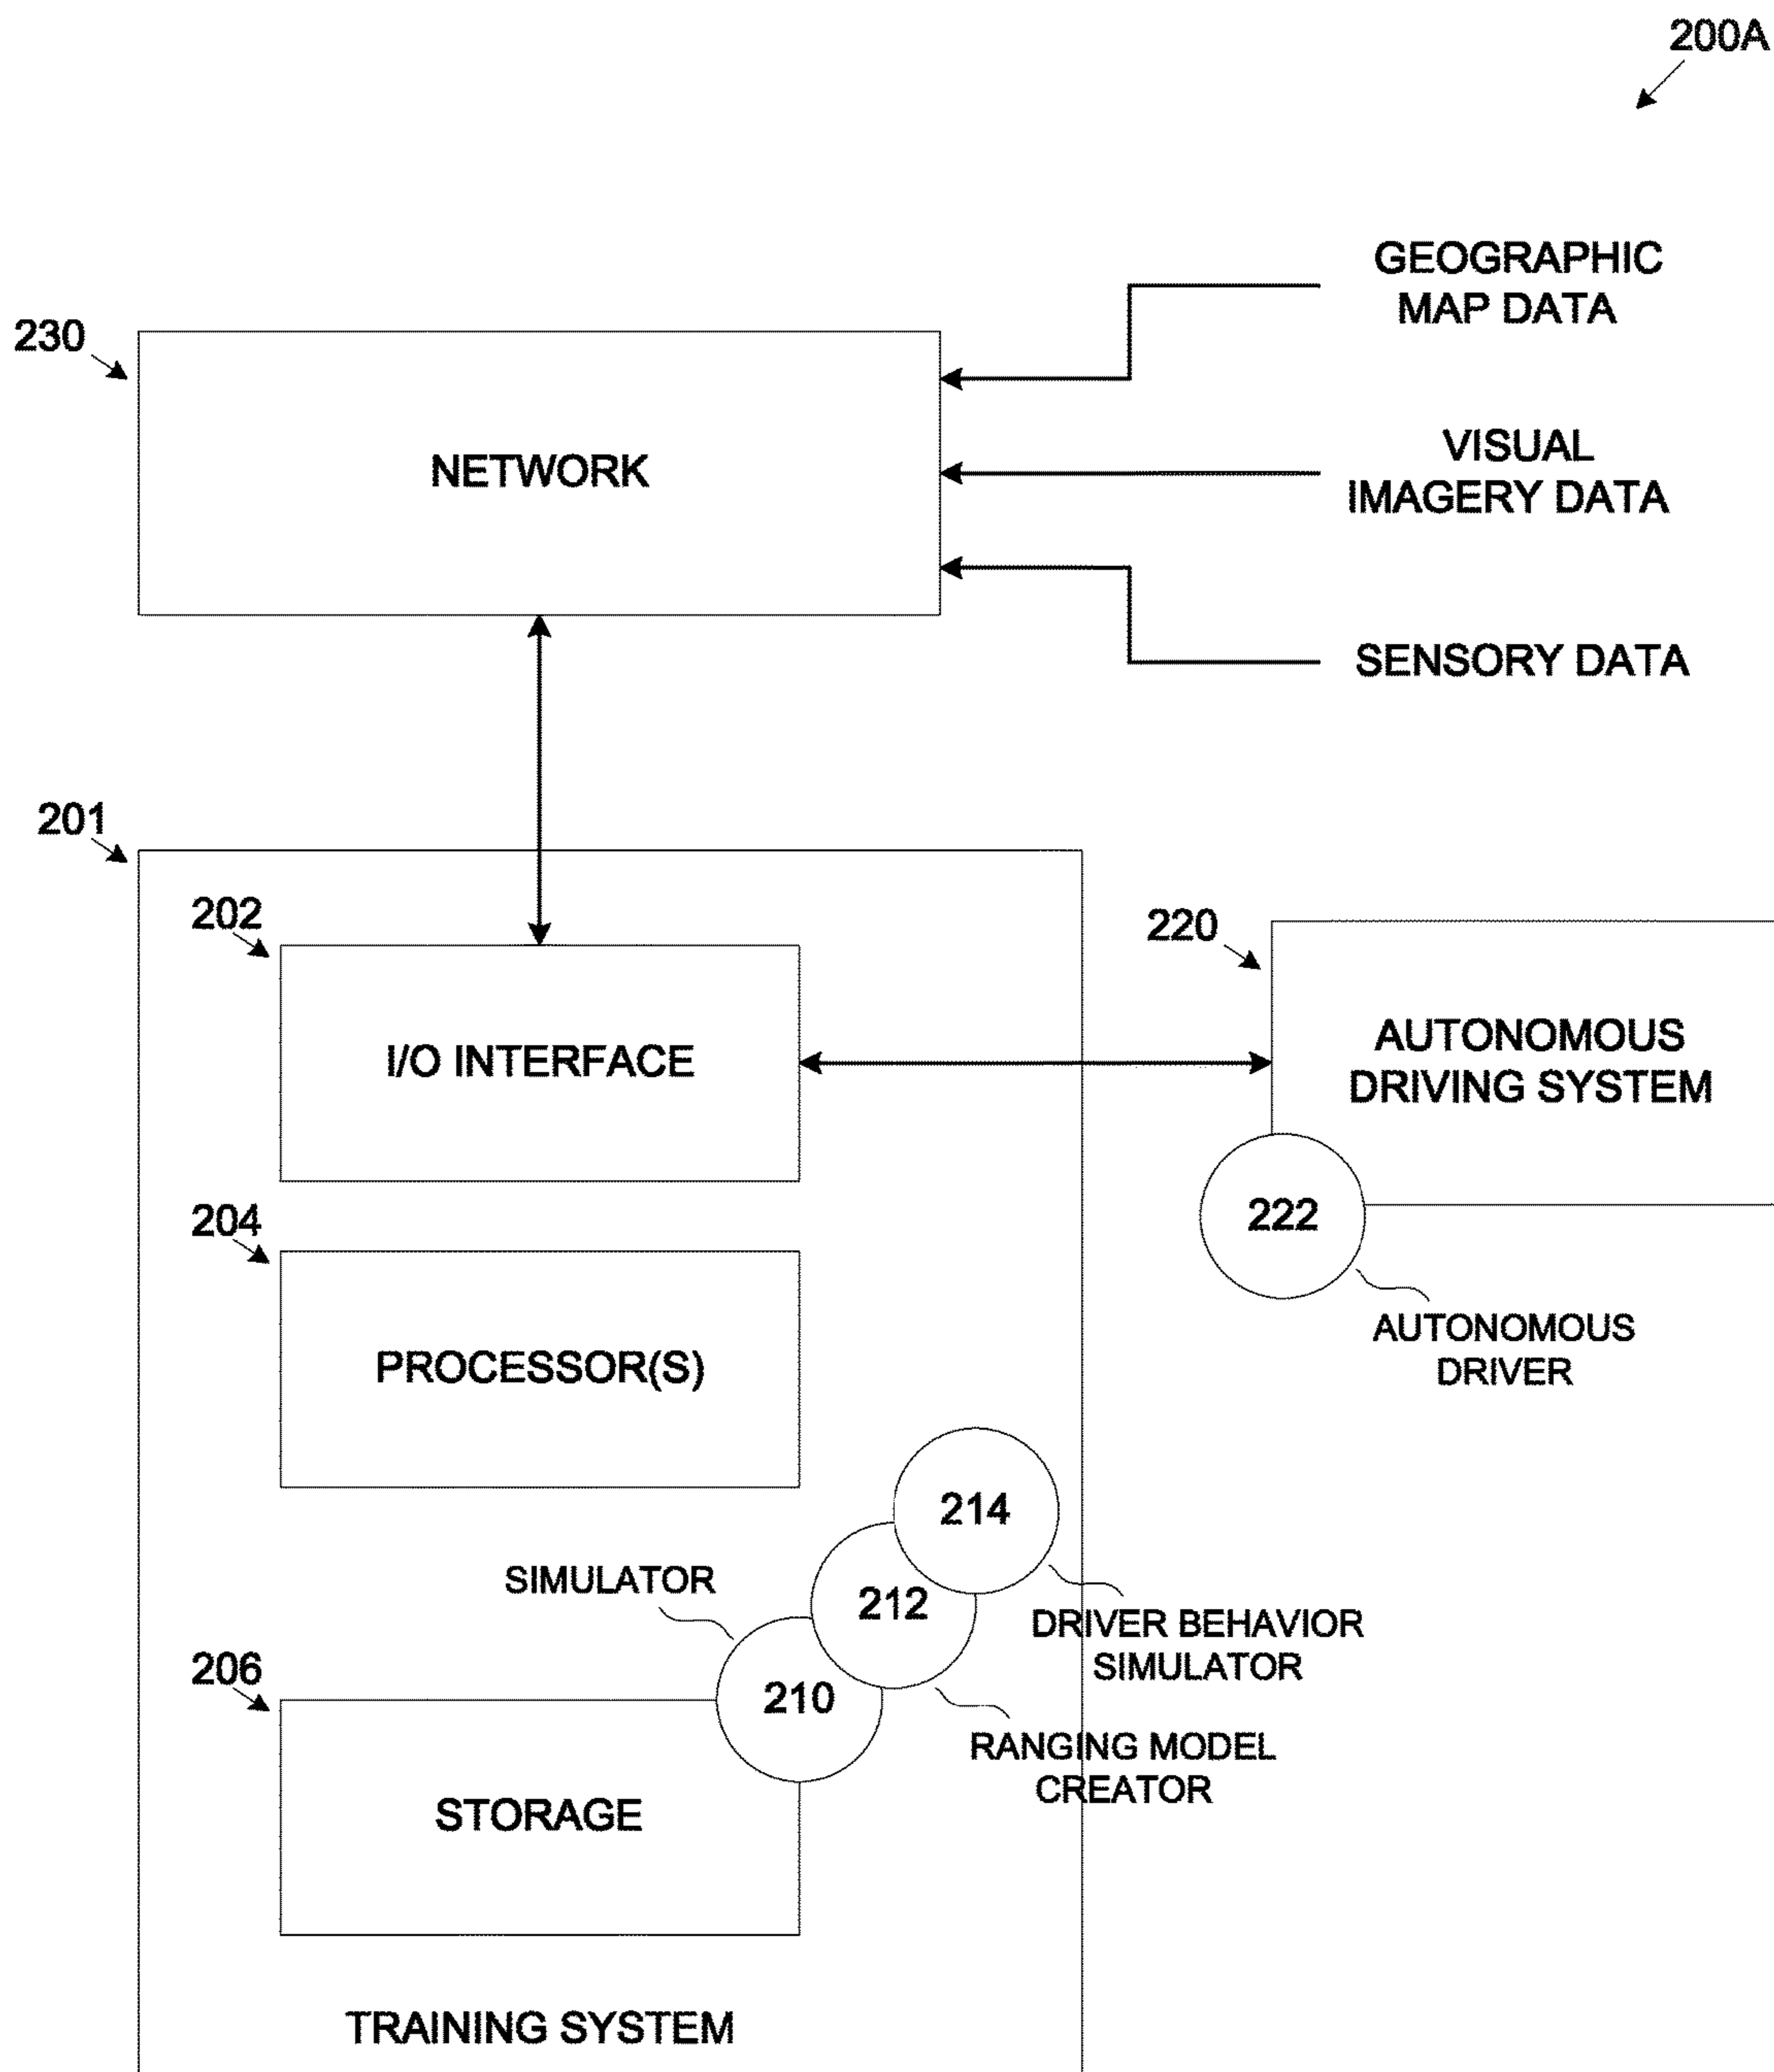 200A
GEOGRAPHIC
MAP DATA
230
NETWORK
VISUAL
IMAGERY DATA
SENSORY DATA
201
202
I/O INTERFACE
220
AUTONOMOUS
DRIVING SYSTEM
222
AUTONOMOUS
DRIVER
204
PROCESSOR(S)
214
SIMULATOR
212
DRIVER BEHAVIOR
SIMULATOR
206
210
RANGING MODEL
CREATOR
STORAGE
TRAINING SYSTEM